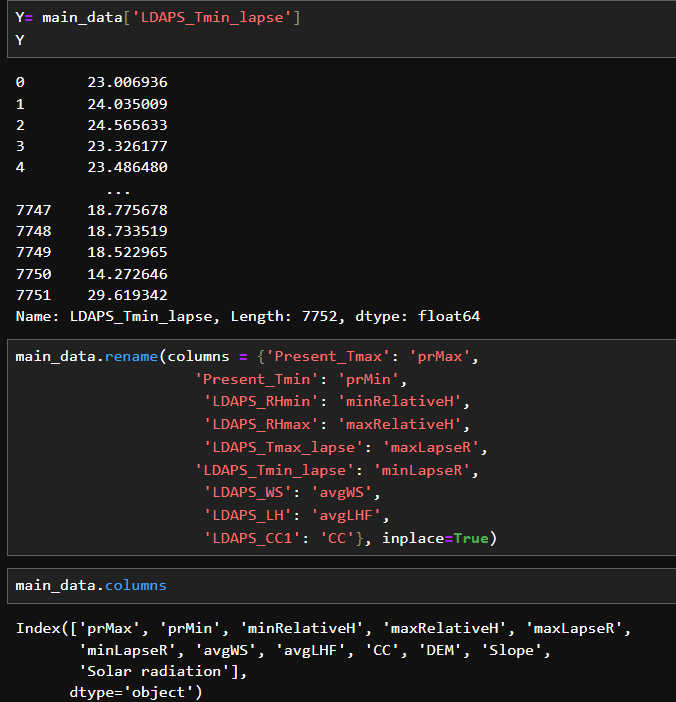 Y= main_data['LDAPS_Tmin_lapse']
Y
0 23.006936
1 24.035009
2 24.565633
3 23.326177
4 23.486480
...
7747 18.775678
7748 18.733519
7749 18.522965
7750 14.272646
7751 29.619342
Name: LDAPS_Tmin_lapse, Length: 7752, dtype: float64
main_data.rename(columns = {'Present_Tmax': 'prMax',
'Present_Tmin': 'prMin',
'LDAPS_RHmin': 'minRelativeH',
'LDAPS_RHmax': 'maxRelativeH',
'LDAPS_Tmax_lapse': 'maxLapseR',
'LDAPS_Tmin_lapse': 'minLapseR',
'LDAPS_WS': 'avgWS',
'LDAPS_LH': 'avgLHF',
'LDAPS_CC1': 'CC'}, inplace=True)
main_data.columns
Index(['prMax', 'prMin', 'minRelativeH', 'maxRelativeH', 'maxLapseR',
'minLapseR', 'avgWS', 'avgLHF', 'CC', 'DEM', 'Slope',
'Solar radiation'],
dtype='object')